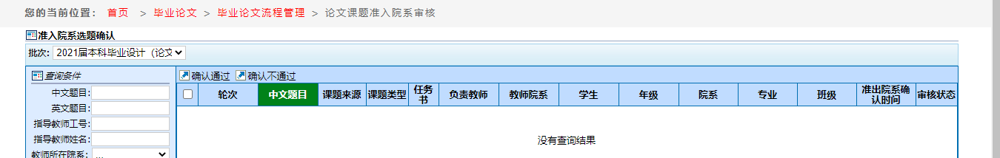 您的当前位置： 首页 > 毕业论文 > 毕业论文流程管理 > 论文课题准入院系审核
准入院系选题确认
批次: 2021届本科毕业设计（论文
查询条件
中文题目:
英文题目:
指导教师工号:
指导教师姓名:
教师所在院系: ...
确认通过 确认不通过
轮次 中文题目 课题来源 课题类型 任务书 负责教师 教师院系 学生 年级 院系 专业 班级 准出院系确认时间 审核状态
没有查询结果